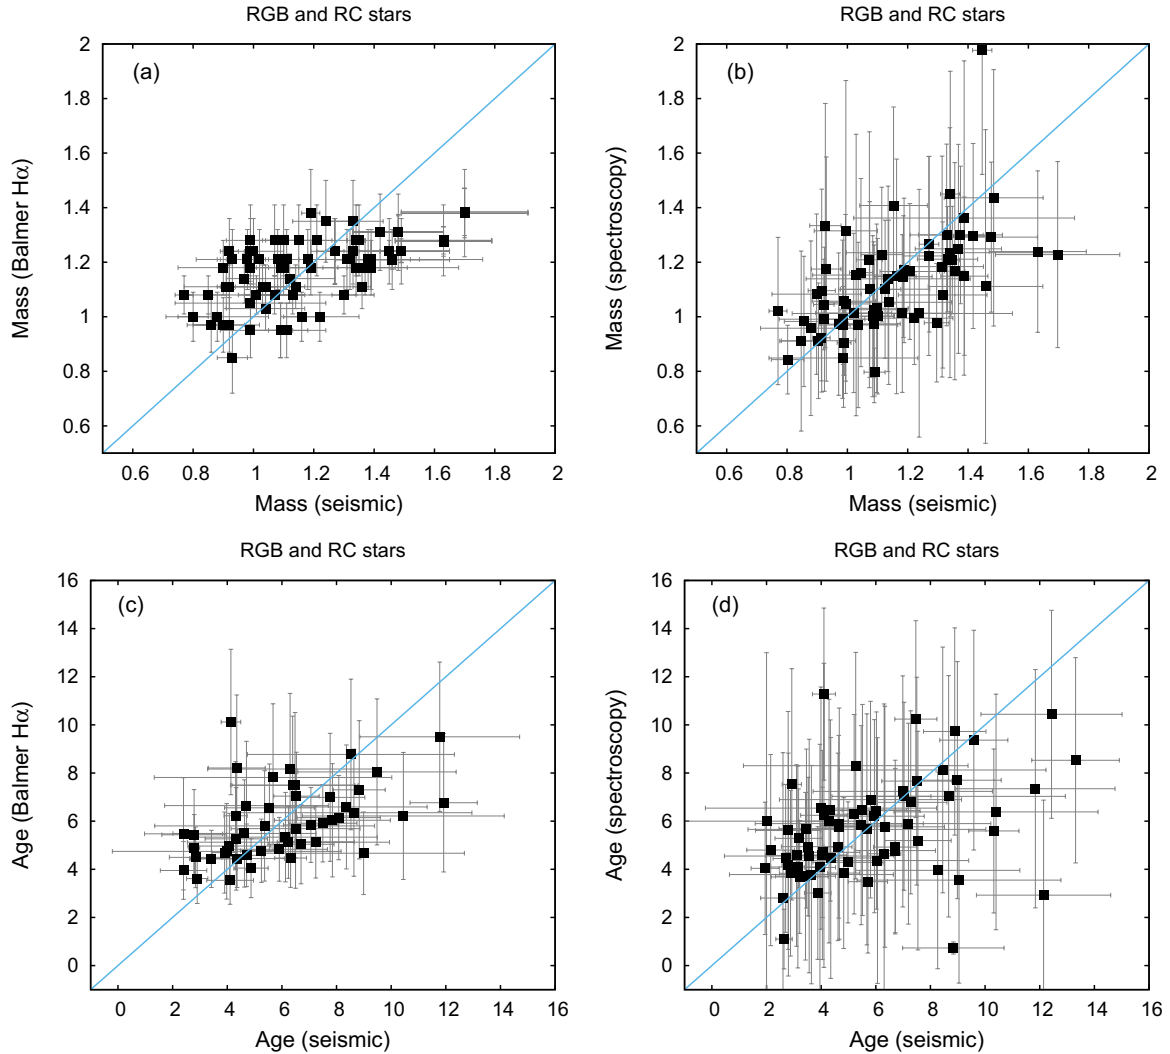 RGB and RC stars
(a)
2
1.8
1.6
1.4
1.2
1
0.8
0.6
Mass (Balmer Hα)
0.6 0.8 1 1.2 1.4 1.6 1.8 2
Mass (seismic)
RGB and RC stars
(b)
2
1.8
1.6
1.4
1.2
1
0.8
0.6
Mass (spectroscopy)
0.6 0.8 1 1.2 1.4 1.6 1.8 2
Mass (seismic)
RGB and RC stars
(c)
16
14
12
10
8
6
4
2
0
Age (Balmer Hα)
0 2 4 6 8 10 12 14 16
Age (seismic)
RGB and RC stars
(d)
16
14
12
10
8
6
4
2
0
Age (spectroscopy)
0 2 4 6 8 10 12 14 16
Age (seismic)